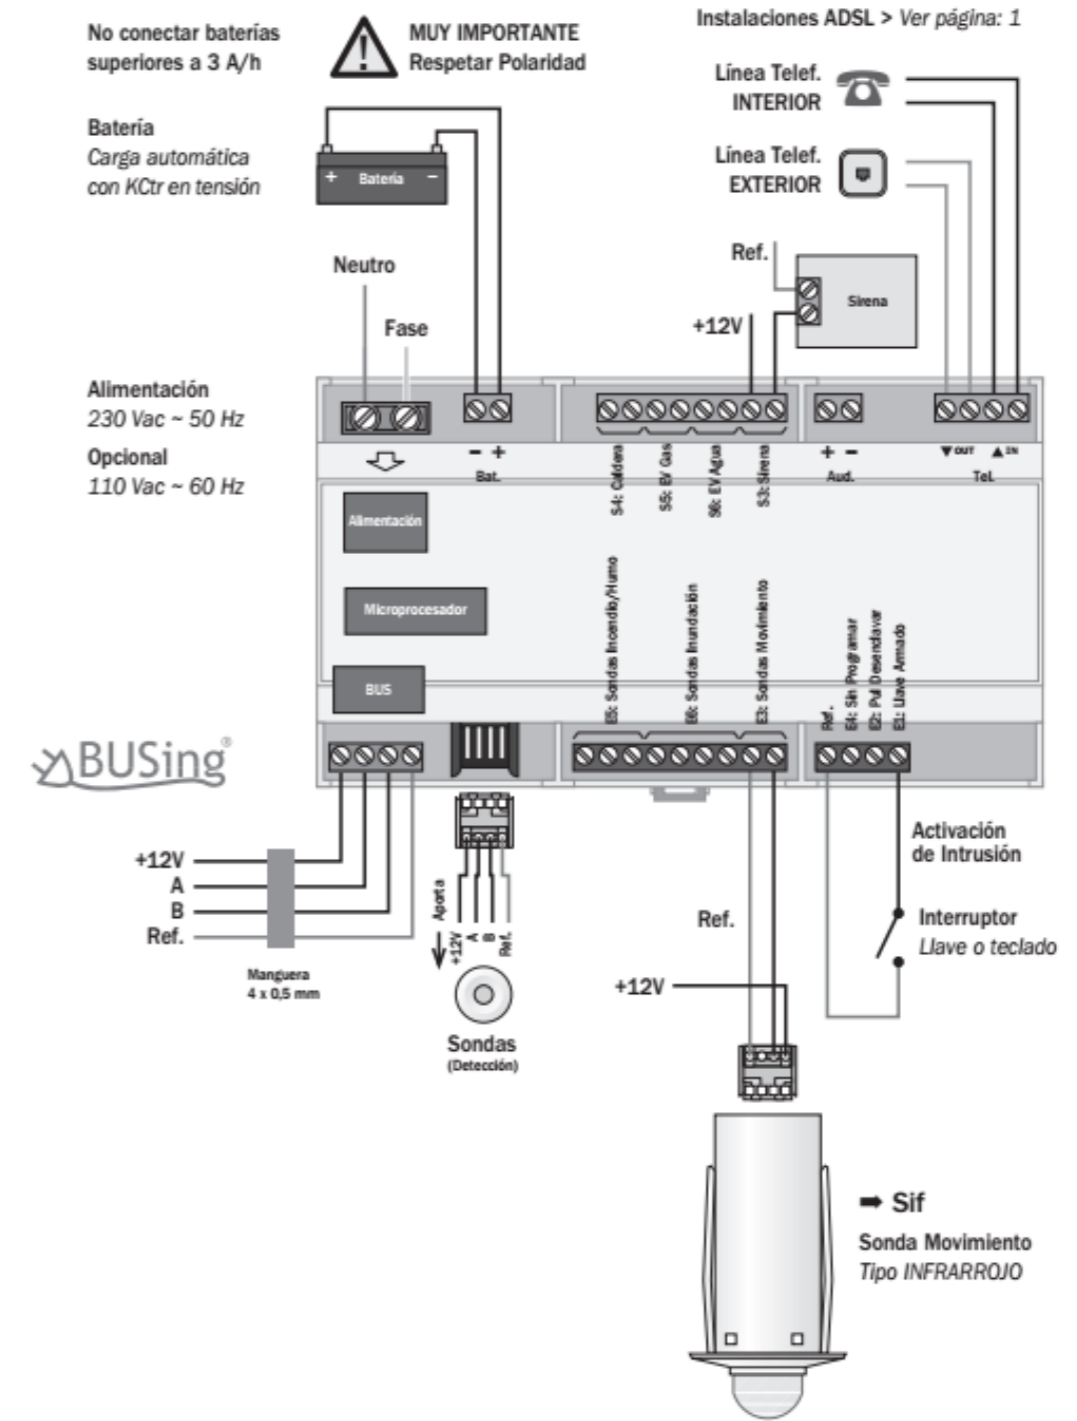 No conectar baterías
superiores a 3 A/h
MUY IMPORTANTE
Respetar Polaridad
Instalaciones ADSL > Ver página: 1
Línea Telef.
INTERIOR
Batería
Carga automática
con KCtr en tensión
+ Batería −
Línea Telef.
EXTERIOR
Ref.
Sirena
+12V
Neutro
Fase
Alimentación
230 Vac ~ 50 Hz
Opcional
110 Vac ~ 60 Hz
− +
Bat.
S4: Caldera
S5: EV Gas
S6: EV Agua
S3: Sirena
+ −
Aud.
▼OUT ▲IN
Tel.
Alimentación
Microprocesador
BUS
E5: Sondas Incendio/Humo
E6: Sondas Inundación
E3: Sondas Movimiento
Ref.
E4: Sin Programar
E2: Pul Desenclavar
E1: Llave Armado
BUSing®
+12V
A
B
Ref.
Manguera
4 x 0,5 mm
Aporta
+12V
A
B
Ref.
Sondas
(Detección)
Ref.
+12V
Activación
de Intrusión
Interruptor
Llave o teclado
➡ Sif
Sonda Movimiento
Tipo INFRARROJO